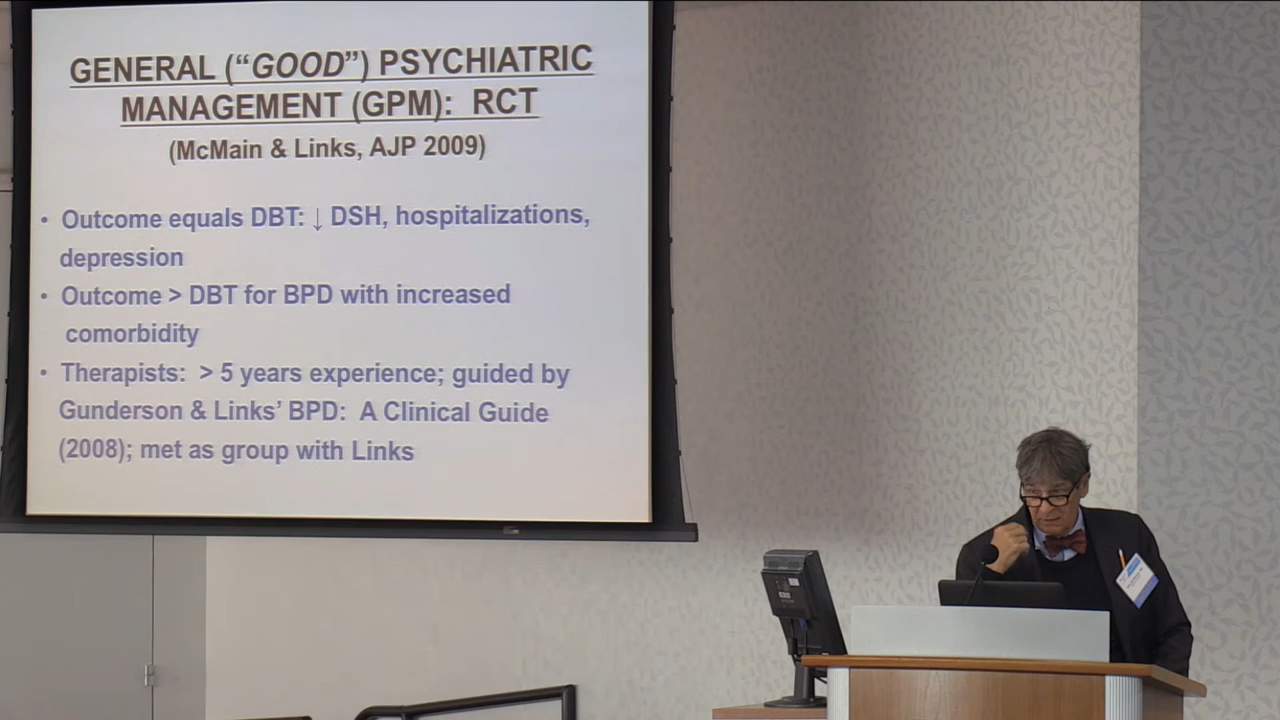 GENERAL (“GOOD”) PSYCHIATRIC
MANAGEMENT (GPM): RCT
(McMain & Links, AJP 2009)
• Outcome equals DBT: ↓ DSH, hospitalizations,
depression
• Outcome > DBT for BPD with increased
comorbidity
• Therapists: > 5 years experience; guided by
Gunderson & Links’ BPD: A Clinical Guide
(2008); met as group with Links